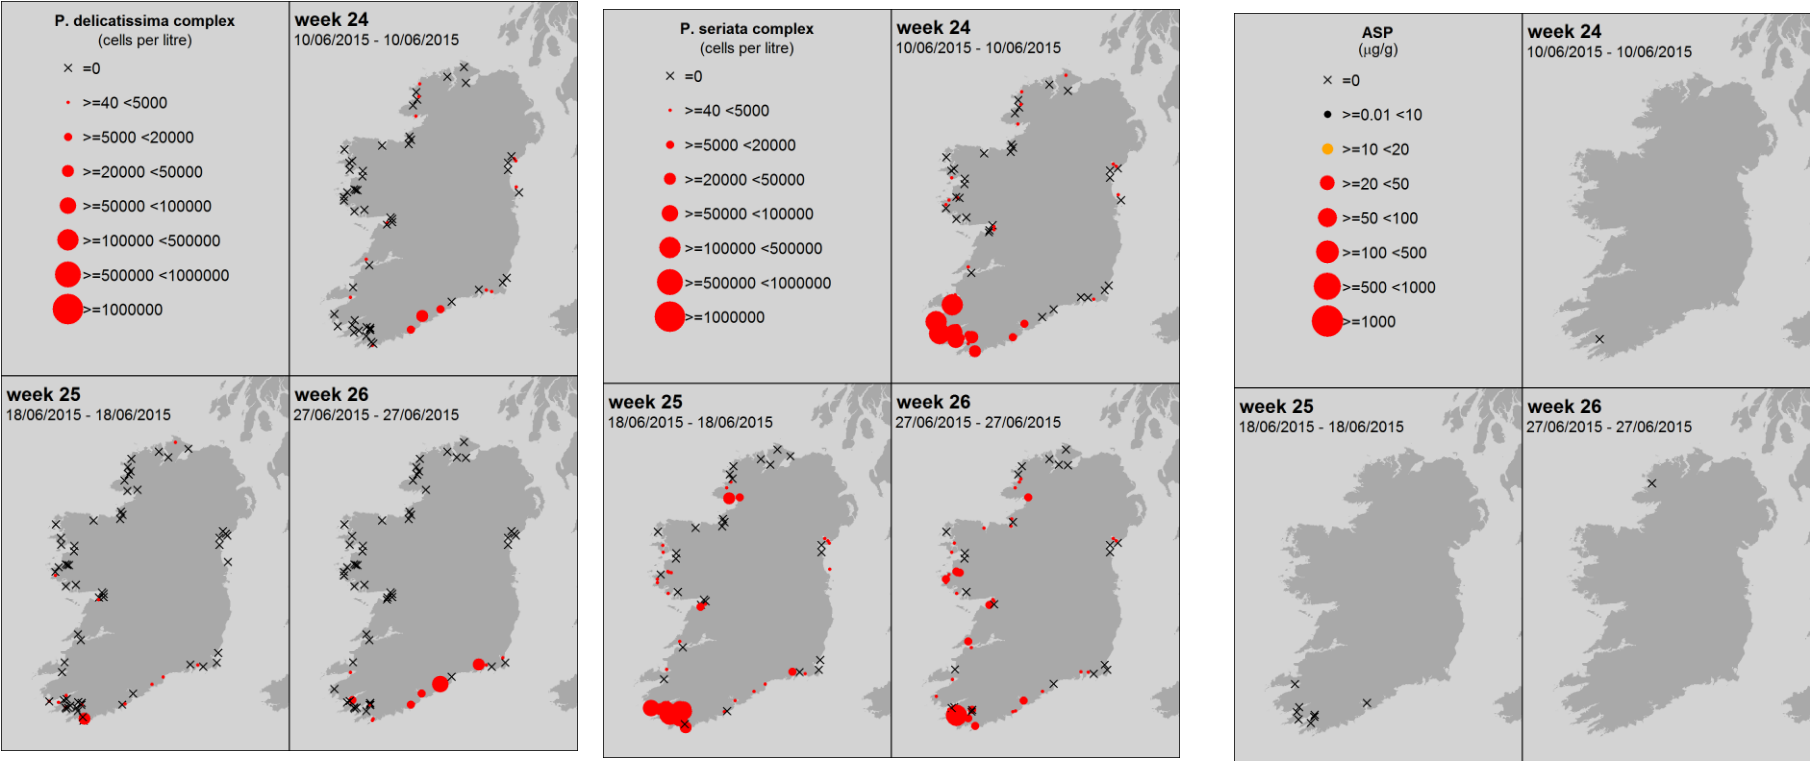 P. delicatissima complex
(cells per litre)
=0
>=40 <5000
>=5000 <20000
>=20000 <50000
>=50000 <100000
>=100000 <500000
>=500000 <1000000
>=1000000
week 24
10/06/2015 - 10/06/2015
week 25
18/06/2015 - 18/06/2015
week 26
27/06/2015 - 27/06/2015
P. seriata complex
(cells per litre)
=0
>=40 <5000
>=5000 <20000
>=20000 <50000
>=50000 <100000
>=100000 <500000
>=500000 <1000000
>=1000000
week 24
10/06/2015 - 10/06/2015
week 25
18/06/2015 - 18/06/2015
week 26
27/06/2015 - 27/06/2015
ASP
(µg/g)
=0
>=0.01 <10
>=10 <20
>=20 <50
>=50 <100
>=100 <500
>=500 <1000
>=1000
week 24
10/06/2015 - 10/06/2015
week 25
18/06/2015 - 18/06/2015
week 26
27/06/2015 - 27/06/2015